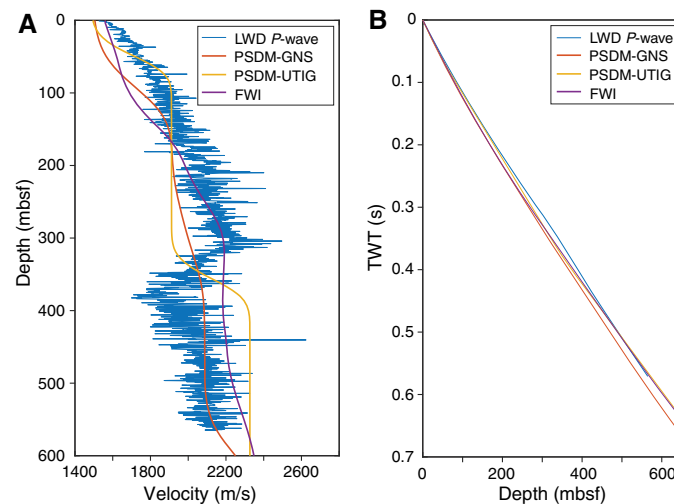 A
LWD P-wave
PSDM-GNS
PSDM-UTIG
FWI
0
100
200
300
400
500
600
Depth (mbsf)
1400 1800 2200 2600
Velocity (m/s)
B
LWD P-wave
PSDM-GNS
PSDM-UTIG
FWI
0
0.1
0.2
0.3
0.4
0.5
0.6
0.7
TWT (s)
0 200 400 600
Depth (mbsf)